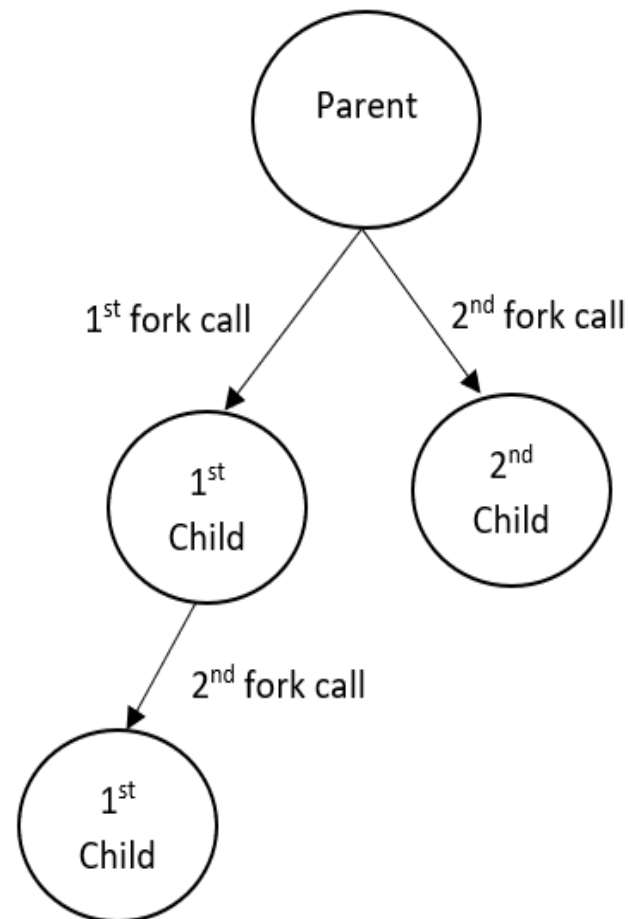 Parent
1st fork call
2nd fork call
1st
Child
2nd
Child
2nd fork call
1st
Child